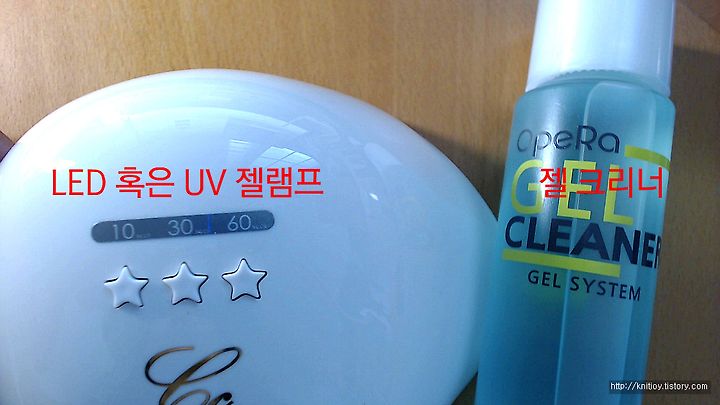 LED 혹은 UV 젤램프
10 30 60
OpeRa
GEL
젤 크리너
CLEANER
GEL SYSTEM
http://knitjoy.tistory.com